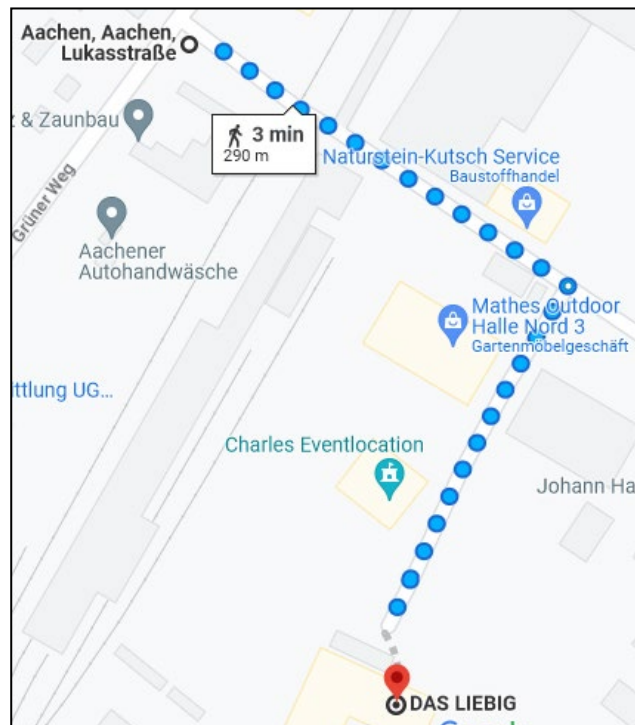 Aachen, Aachen,
Lukasstraße
z & Zaunbau
3 min
290 m
Naturstein-Kutsch Service
Baustoffhandel
Grüner Weg
Aachener
Autohandwäsche
Mathes Outdoor
Halle Nord 3
Gartenmöbelgeschäft
ittlung UG...
Charles Eventlocation
Johann Ha
DAS LIEBIG